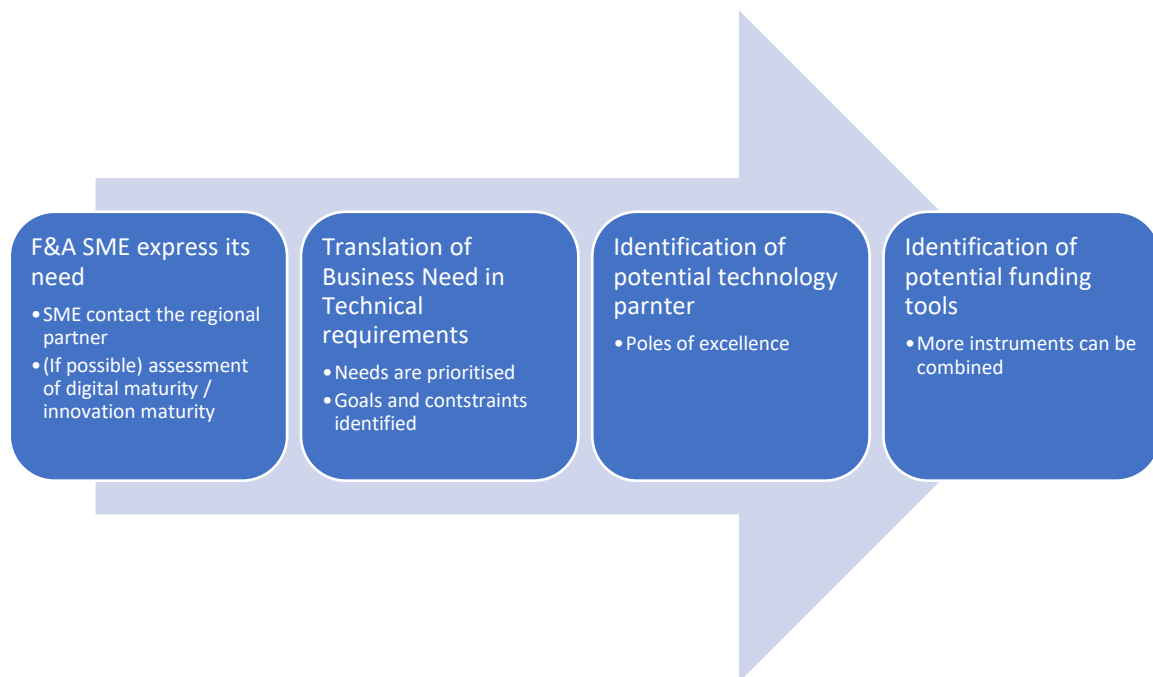 F&A SME express its
need
•SME contact the regional
partner
•(If possible) assessment
of digital maturity /
innovation maturity
Translation of
Business Need in
Technical
requirements
•Needs are prioritised
•Goals and contstraints
identified
Identification of
potential technology
parnter
•Poles of excellence
Identification of
potential funding
tools
•More instruments can be
combined